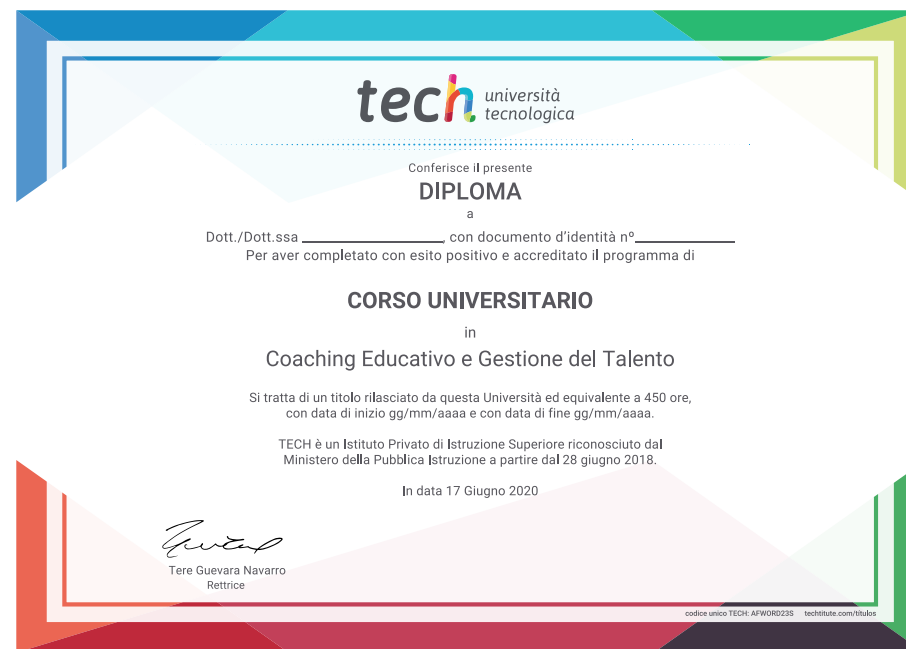 tech università
tecnologica
Conferisce il presente
DIPLOMA
a
Dott./Dott.ssa ________________, con documento d'identità nº____________
Per aver completato con esito positivo e accreditato il programma di
CORSO UNIVERSITARIO
in
Coaching Educativo e Gestione del Talento
Si tratta di un titolo rilasciato da questa Università ed equivalente a 450 ore,
con data di inizio gg/mm/aaaa e con data di fine gg/mm/aaaa.
TECH è un Istituto Privato di Istruzione Superiore riconosciuto dal
Ministero della Pubblica Istruzione a partire dal 28 giugno 2018.
In data 17 Giugno 2020
Tere Guevara Navarro
Rettrice
codice unico TECH: AFWORD23S techtitute.com/títulos